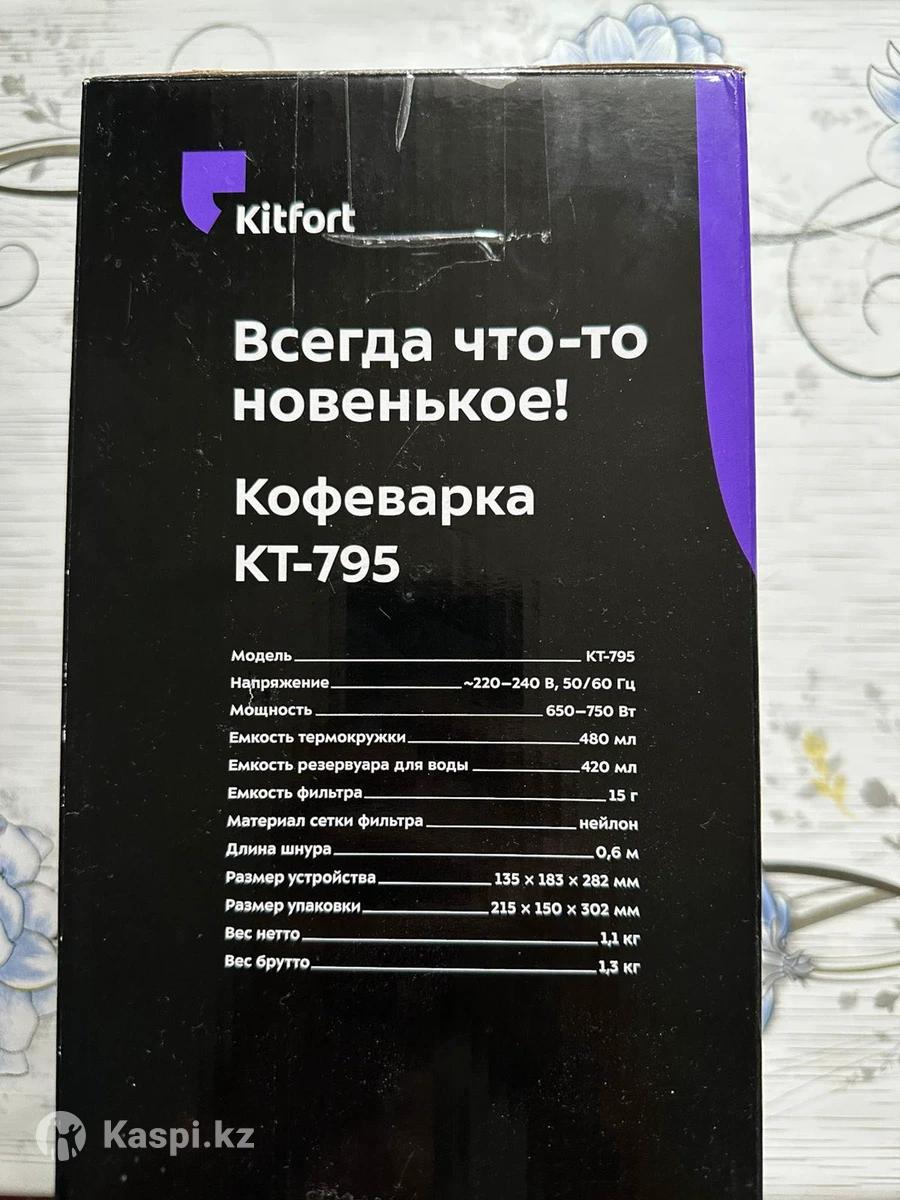 Kitfort
Всегда что-то
новенькое!
Кофеварка
КТ-795
Модель КТ-795
Напряжение ~220–240 В, 50/60 Гц
Мощность 650–750 Вт
Емкость термокружки 480 мл
Емкость резервуара для воды 420 мл
Емкость фильтра 15 г
Материал сетки фильтра нейлон
Длина шнура 0,6 м
Размер устройства 135 × 183 × 282 мм
Размер упаковки 215 × 150 × 302 мм
Вес нетто 1,1 кг
Вес брутто 1,3 кг
Kaspi.kz